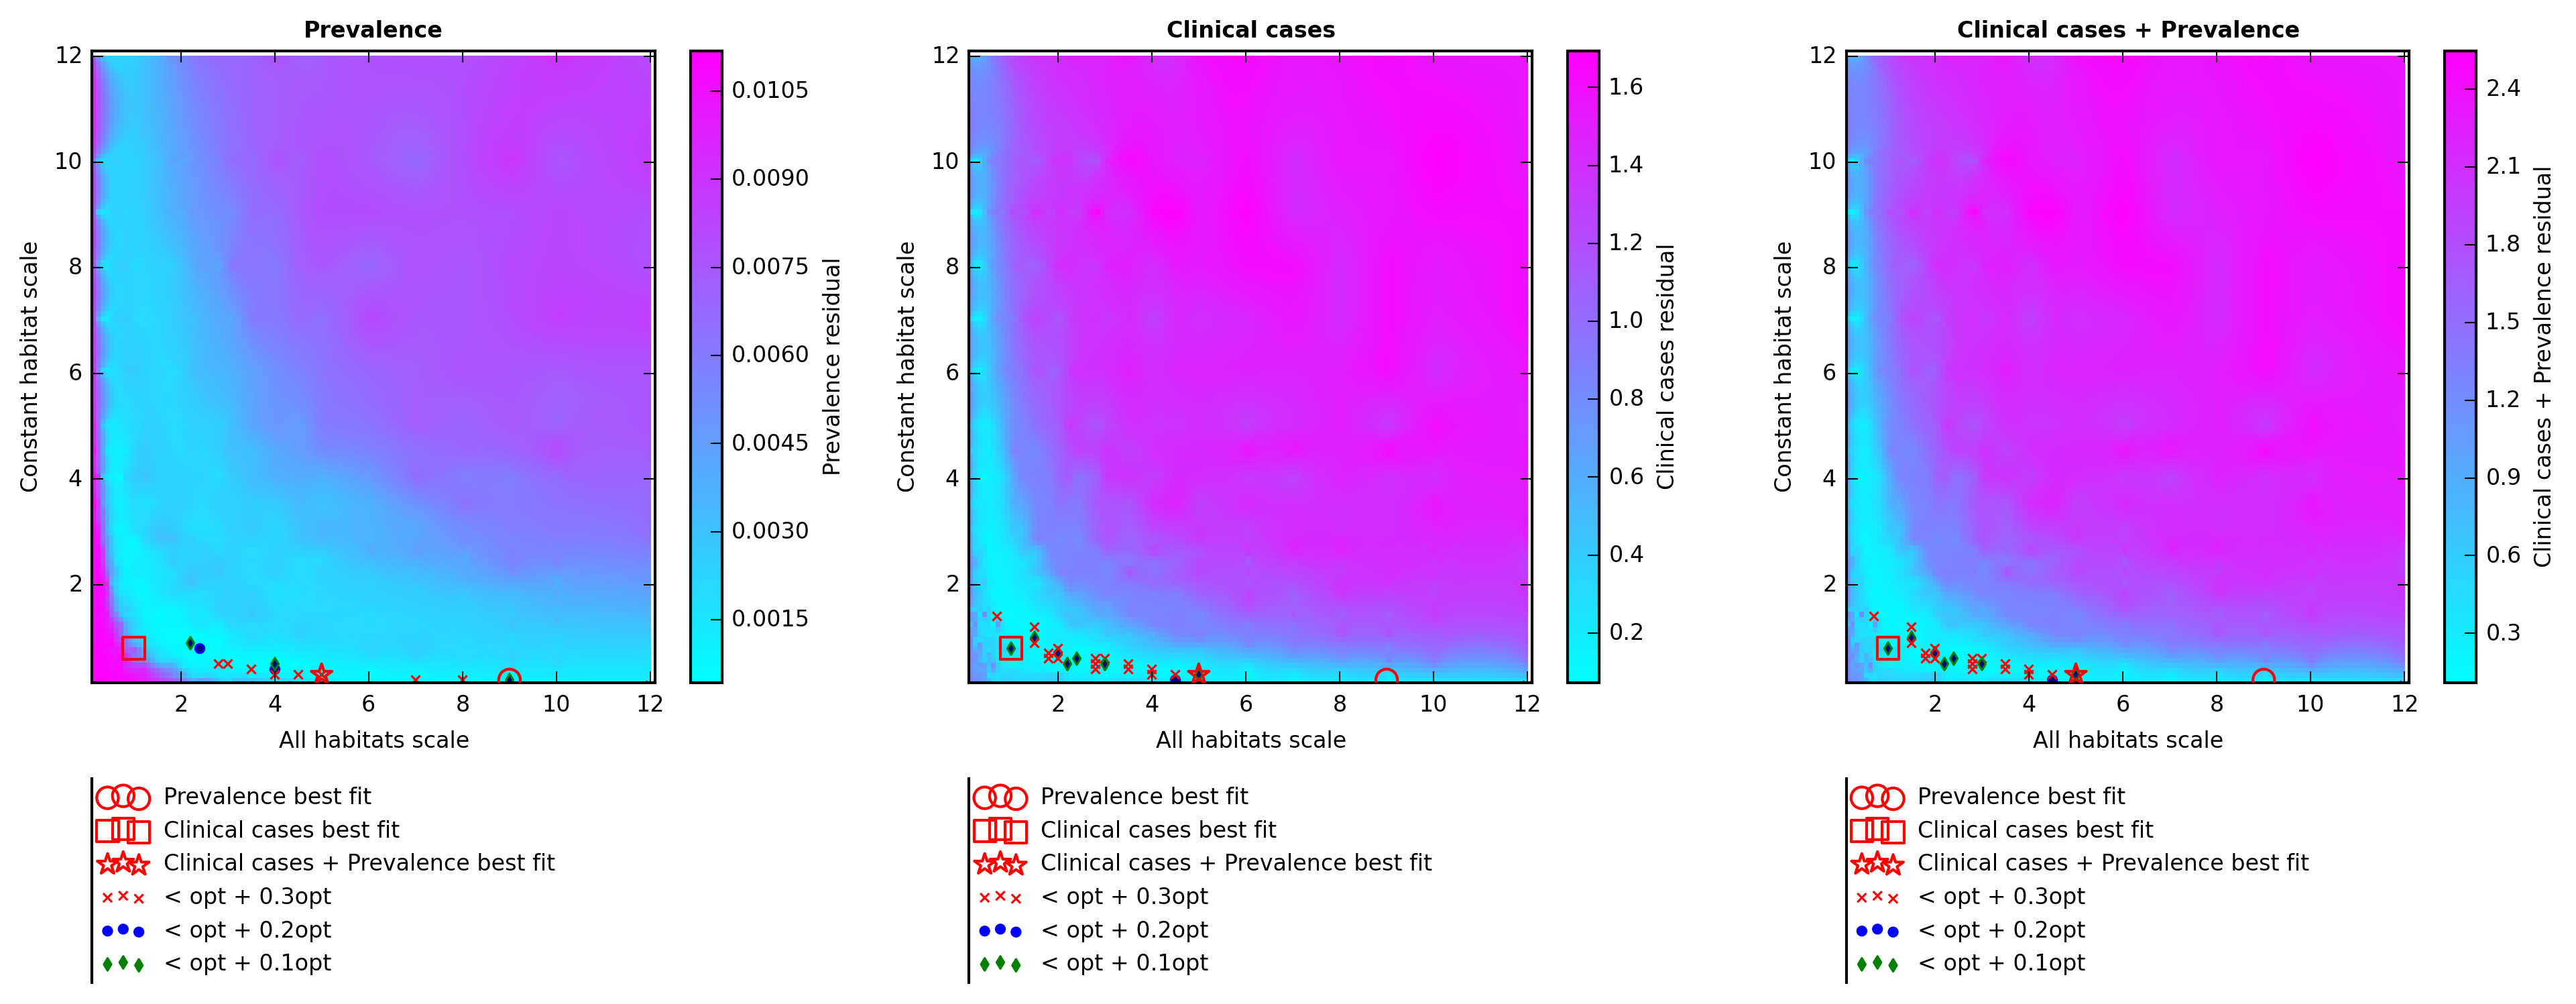 Prevalence
12
10
8
6
4
2
Constant habitat scale
2 4 6 8 10 12
All habitats scale
0.0105
0.0090
0.0075
0.0060
0.0045
0.0030
0.0015
Prevalence residual
Prevalence best fit
Clinical cases best fit
Clinical cases + Prevalence best fit
< opt + 0.3opt
< opt + 0.2opt
< opt + 0.1opt
Clinical cases
12
10
8
6
4
2
Constant habitat scale
2 4 6 8 10 12
All habitats scale
1.6
1.4
1.2
1.0
0.8
0.6
0.4
0.2
Clinical cases residual
Prevalence best fit
Clinical cases best fit
Clinical cases + Prevalence best fit
< opt + 0.3opt
< opt + 0.2opt
< opt + 0.1opt
Clinical cases + Prevalence
12
10
8
6
4
2
Constant habitat scale
2 4 6 8 10 12
All habitats scale
2.4
2.1
1.8
1.5
1.2
0.9
0.6
0.3
Clinical cases + Prevalence residual
Prevalence best fit
Clinical cases best fit
Clinical cases + Prevalence best fit
< opt + 0.3opt
< opt + 0.2opt
< opt + 0.1opt